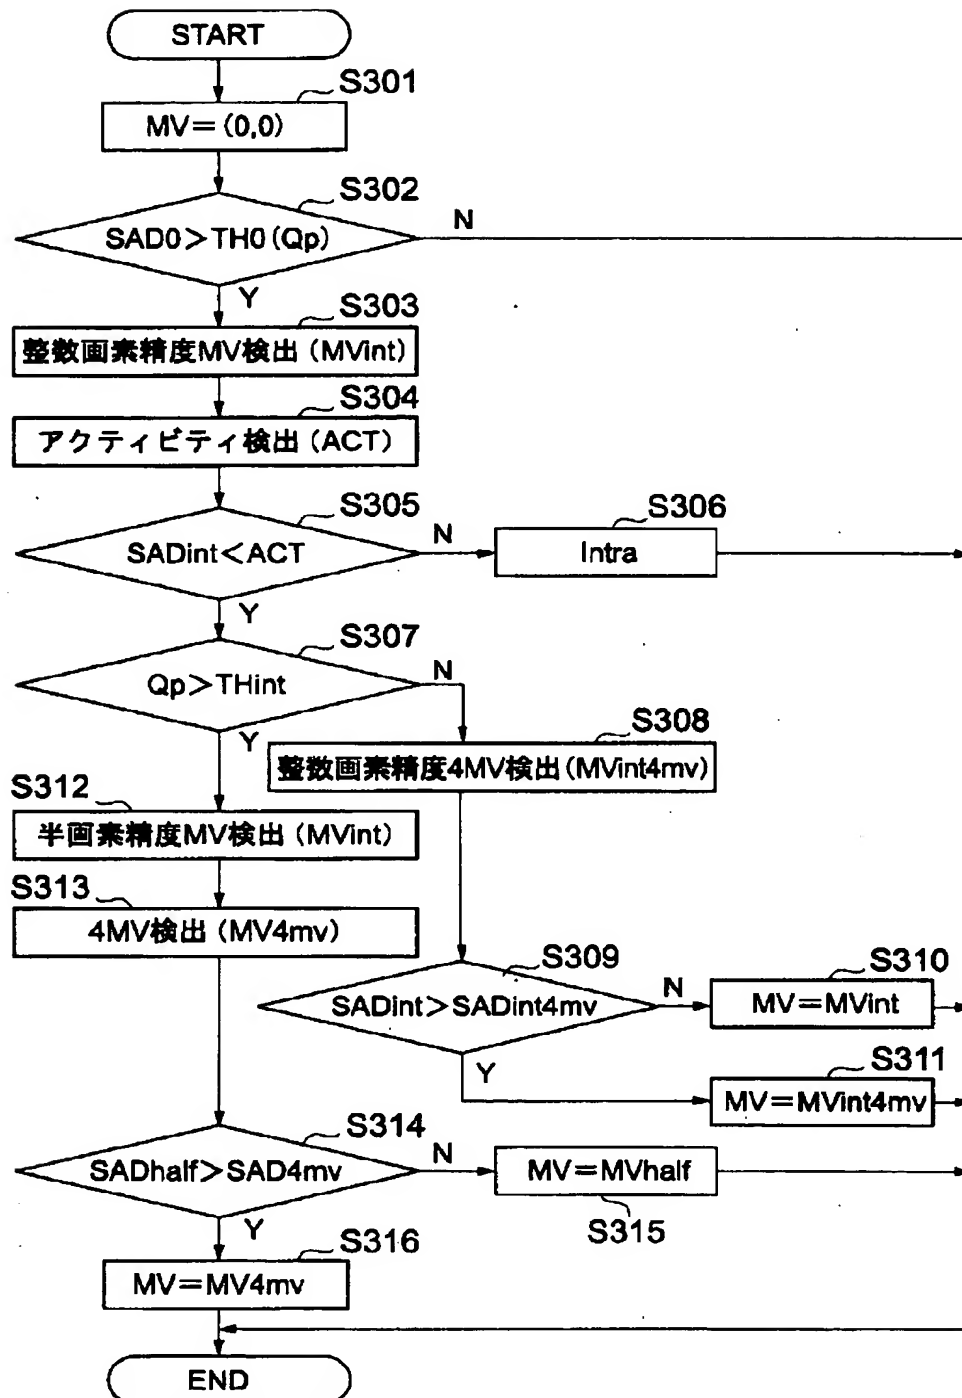 START
S301
MV=(0,0)
S302
SAD0>TH0(Qp)
N
Y
S303
整数画素精度MV検出(MVint)
S304
アクティビティ検出(ACT)
S305
SADint<ACT
N
S306
Intra
Y
S307
Qp>THint
N
Y
S308
整数画素精度4MV検出(MVint4mv)
S312
半画素精度MV検出(MVint)
S313
4MV検出(MV4mv)
S309
SADint>SADint4mv
N
S310
MV=MVint
Y
S311
MV=MVint4mv
S314
SADhalf>SAD4mv
N
MV=MVhalf
S315
Y
S316
MV=MV4mv
END